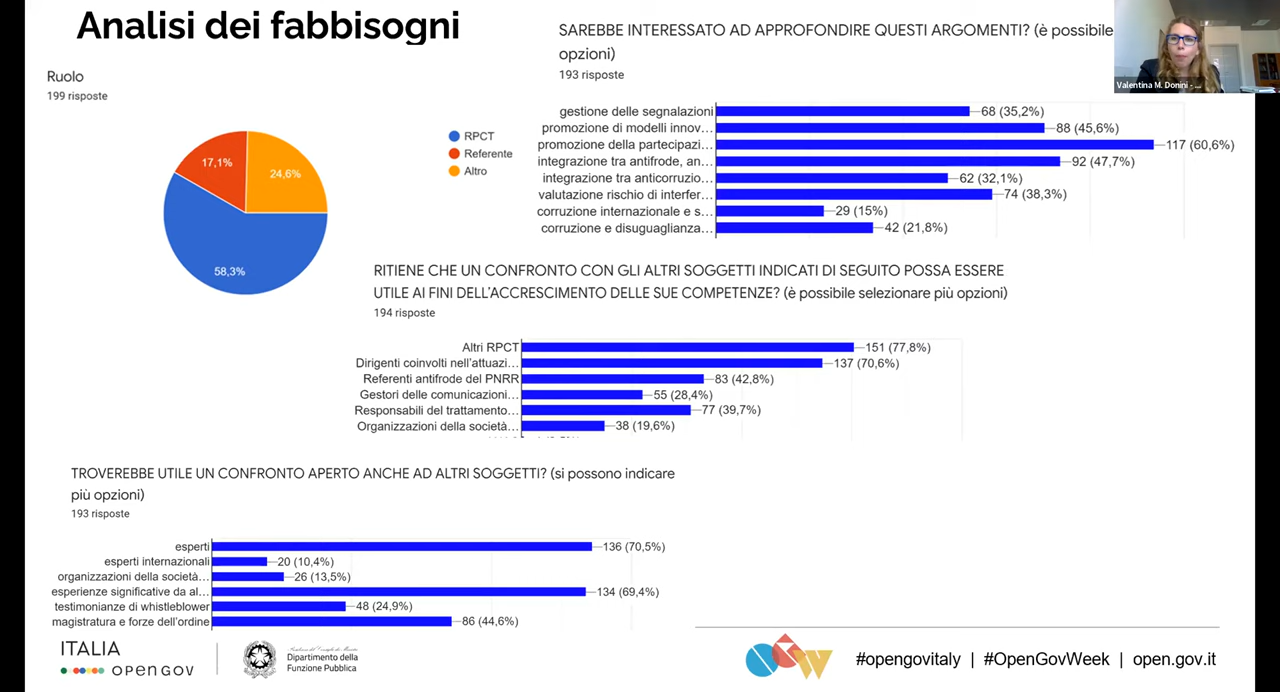 Analisi dei fabbisogni
Ruolo
199 risposte
17,1%
24,6%
58,3%
RPCT
Referente
Altro
SAREBBE INTERESSATO AD APPROFONDIRE QUESTI ARGOMENTI? (è possibile
opzioni)
193 risposte
Valentina M. Donini - ...
gestione delle segnalazioni 68 (35,2%)
promozione di modelli innov… 88 (45,6%)
promozione della partecipazi… 117 (60,6%)
integrazione tra antifrode, an… 92 (47,7%)
integrazione tra anticorruzio… 62 (32,1%)
valutazione rischio di interfer… 74 (38,3%)
corruzione internazionale e s… 29 (15%)
corruzione e disuguaglianza… 42 (21,8%)
RITIENE CHE UN CONFRONTO CON GLI ALTRI SOGGETTI INDICATI DI SEGUITO POSSA ESSERE
UTILE AI FINI DELL'ACCRESCIMENTO DELLE SUE COMPETENZE? (è possibile selezionare più opzioni)
194 risposte
Altri RPCT 151 (77,8%)
Dirigenti coinvolti nell'attuazi… 137 (70,6%)
Referenti antifrode del PNRR 83 (42,8%)
Gestori delle comunicazioni… 55 (28,4%)
Responsabili del trattamento… 77 (39,7%)
Organizzazioni della società… 38 (19,6%)
TROVEREBBE UTILE UN CONFRONTO APERTO ANCHE AD ALTRI SOGGETTI? (si possono indicare
più opzioni)
193 risposte
esperti 136 (70,5%)
esperti internazionali 20 (10,4%)
organizzazioni della società… 26 (13,5%)
esperienze significative da al… 134 (69,4%)
testimonianze di whistleblower 48 (24,9%)
magistratura e forze dell'ordine 86 (44,6%)
ITALIA
OPEN GOV
Dipartimento della
Funzione Pubblica
#opengovitaly | #OpenGovWeek | open.gov.it